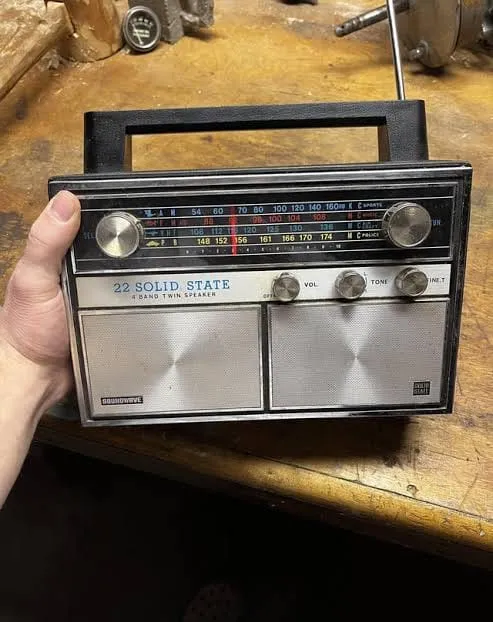 A M 54 60 70 80 100 120 140 160 K C SPORTS
F M 88 96 100 104 108 M C MUSIC
108 112 120 125 130 136 M C
P B 148 152 156 161 166 170 174 M C POLICE
22 SOLID STATE
4 BAND TWIN SPEAKER
OFF VOL. TONE FINE.T
SOUNDWAVE
SOLID STATE